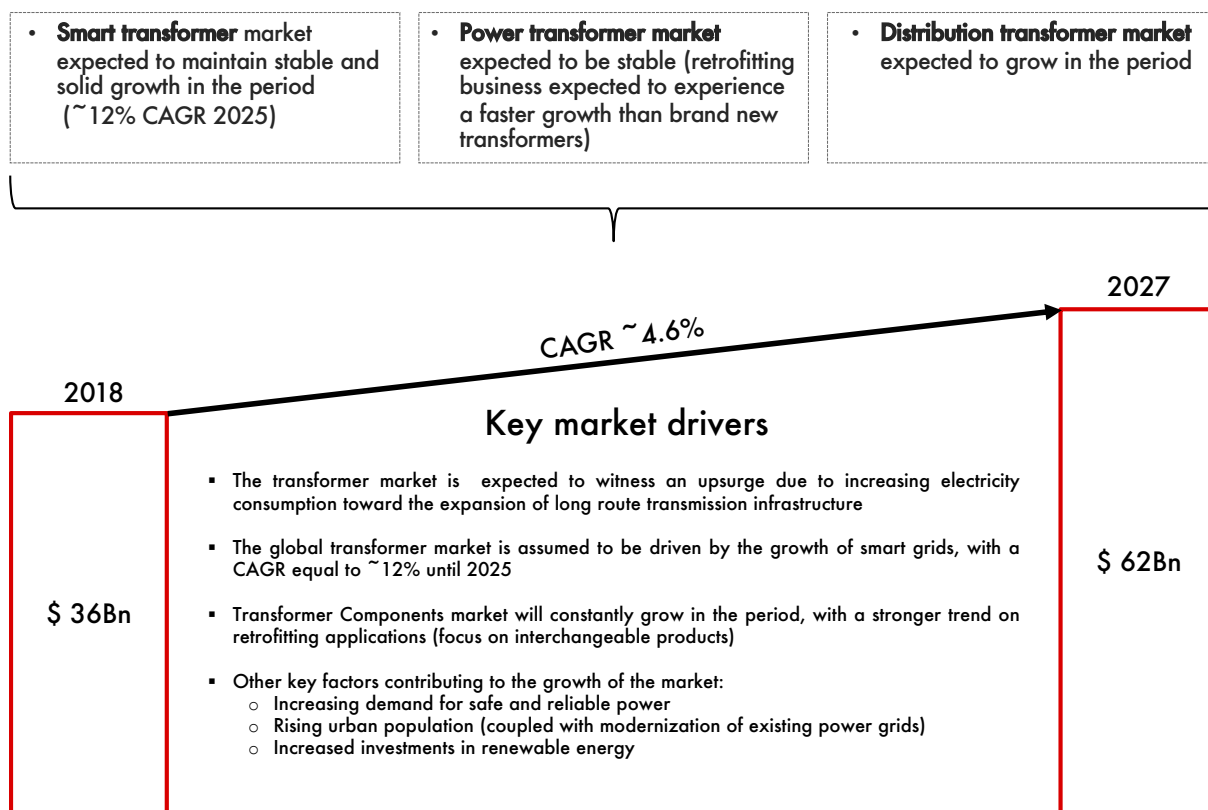 • Smart transformer market
expected to maintain stable and
solid growth in the period
(~12% CAGR 2025)
• Power transformer market
expected to be stable (retrofitting
business expected to experience
a faster growth than brand new
transformers)
• Distribution transformer market
expected to grow in the period
2027
CAGR ~4.6%
2018
Key market drivers
▪ The transformer market is expected to witness an upsurge due to increasing electricity
consumption toward the expansion of long route transmission infrastructure
▪ The global transformer market is assumed to be driven by the growth of smart grids, with a
CAGR equal to ~12% until 2025
$ 62Bn
$ 36Bn
▪ Transformer Components market will constantly grow in the period, with a stronger trend on
retrofitting applications (focus on interchangeable products)
▪ Other key factors contributing to the growth of the market:
o Increasing demand for safe and reliable power
o Rising urban population (coupled with modernization of existing power grids)
o Increased investments in renewable energy